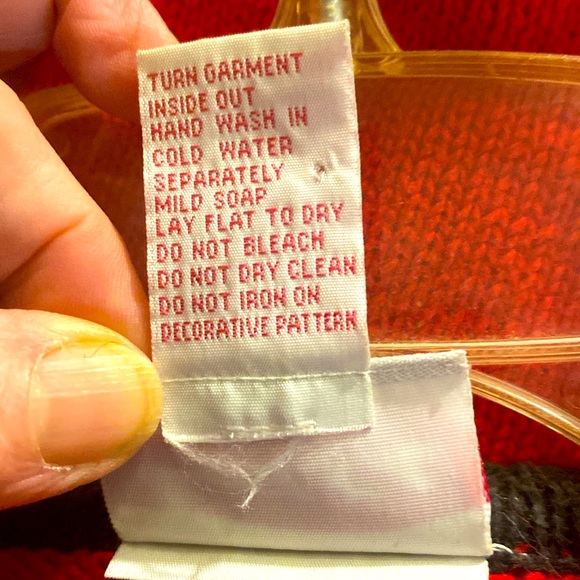 TURN GARMENT
INSIDE OUT
HAND WASH IN
COLD WATER
SEPARATELY
MILD SOAP
LAY FLAT TO DRY
DO NOT BLEACH
DO NOT DRY CLEAN
DO NOT IRON ON
DECORATIVE PATTERN